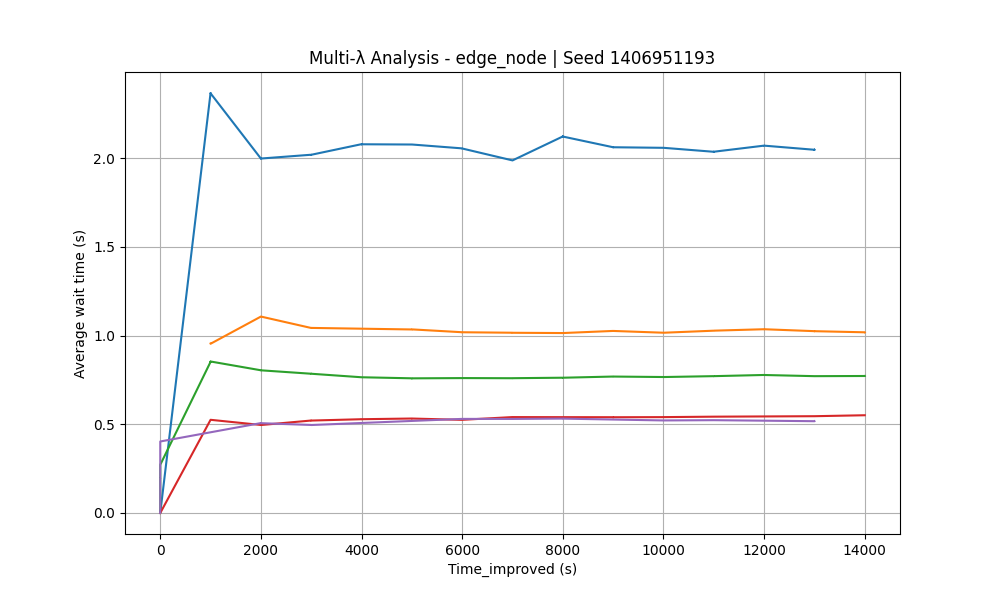 Multi-λ Analysis - edge_node | Seed 1406951193
Average wait time (s)
2.0
1.5
1.0
0.5
0.0
0 2000 4000 6000 8000 10000 12000 14000
Time_improved (s)